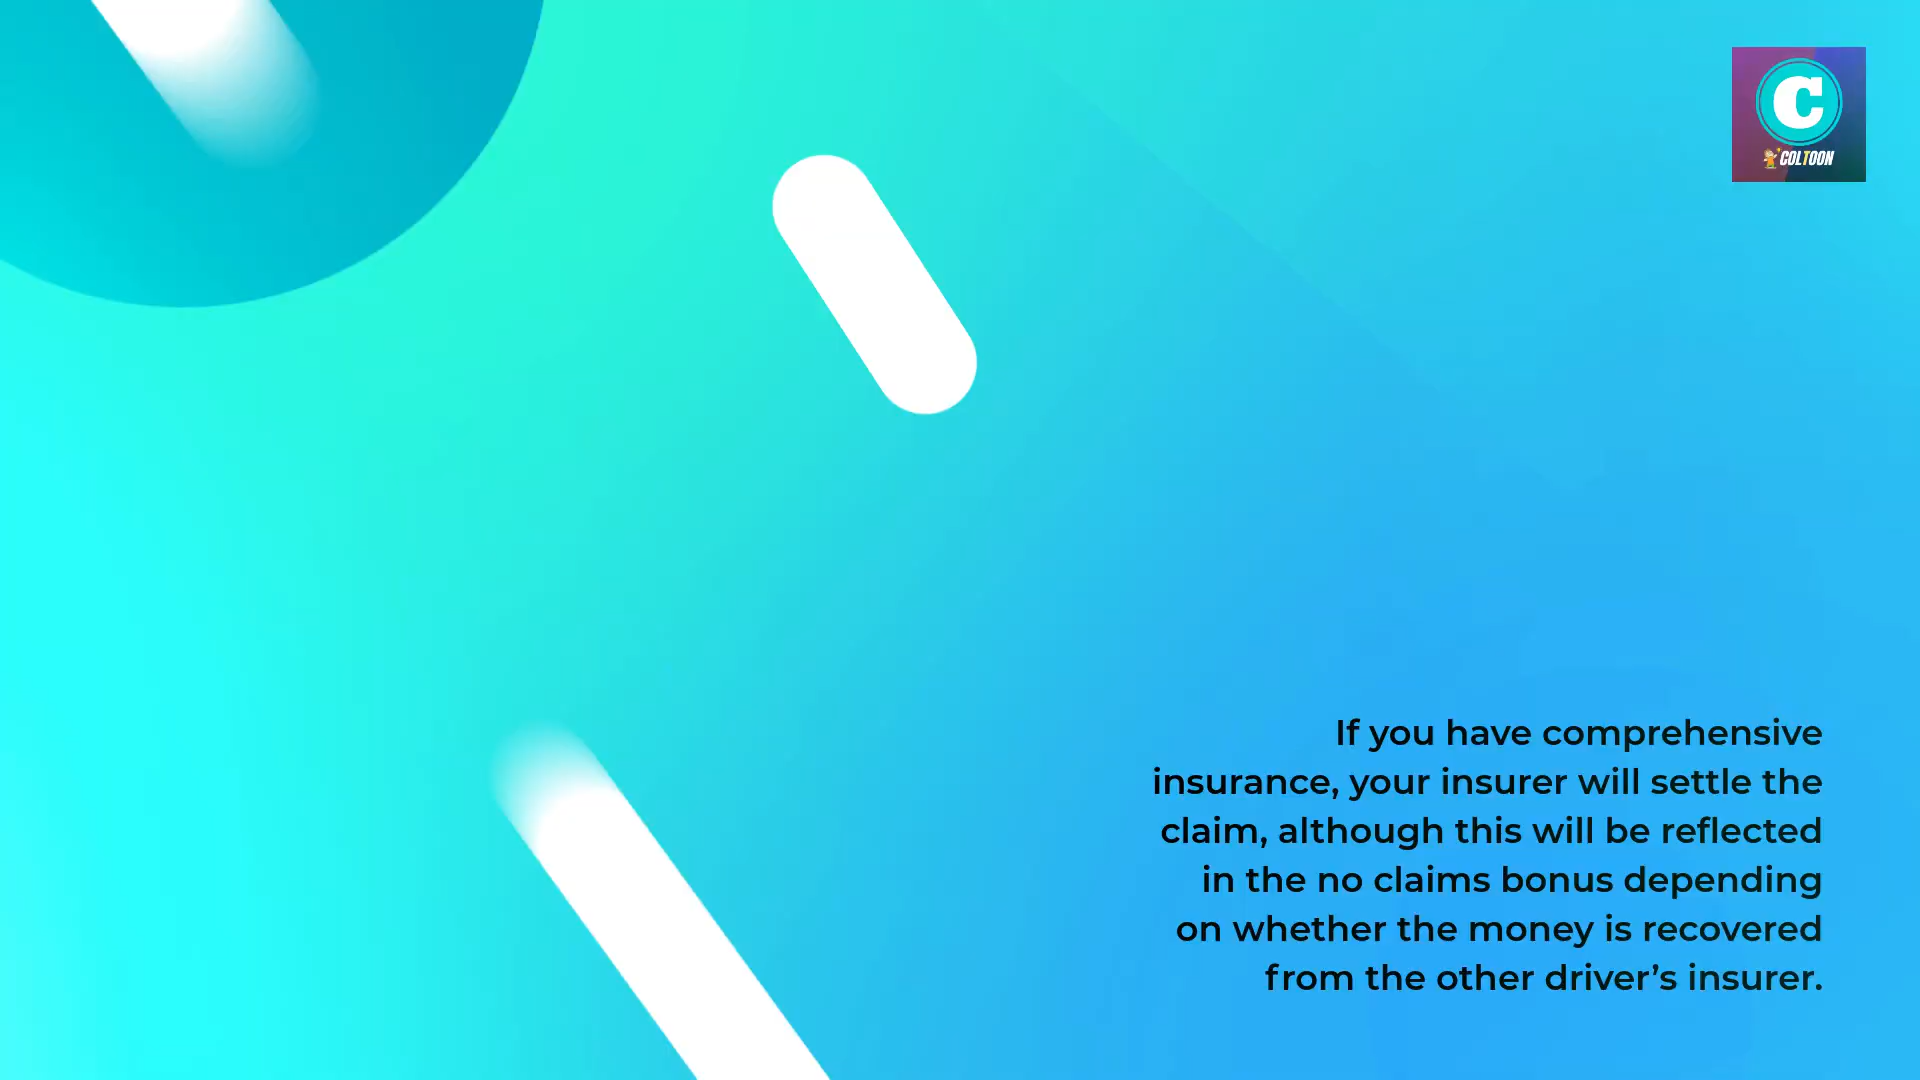 C
COLTOON
If you have comprehensive
insurance, your insurer will settle the
claim, although this will be reflected
in the no claims bonus depending
on whether the money is recovered
from the other driver’s insurer.